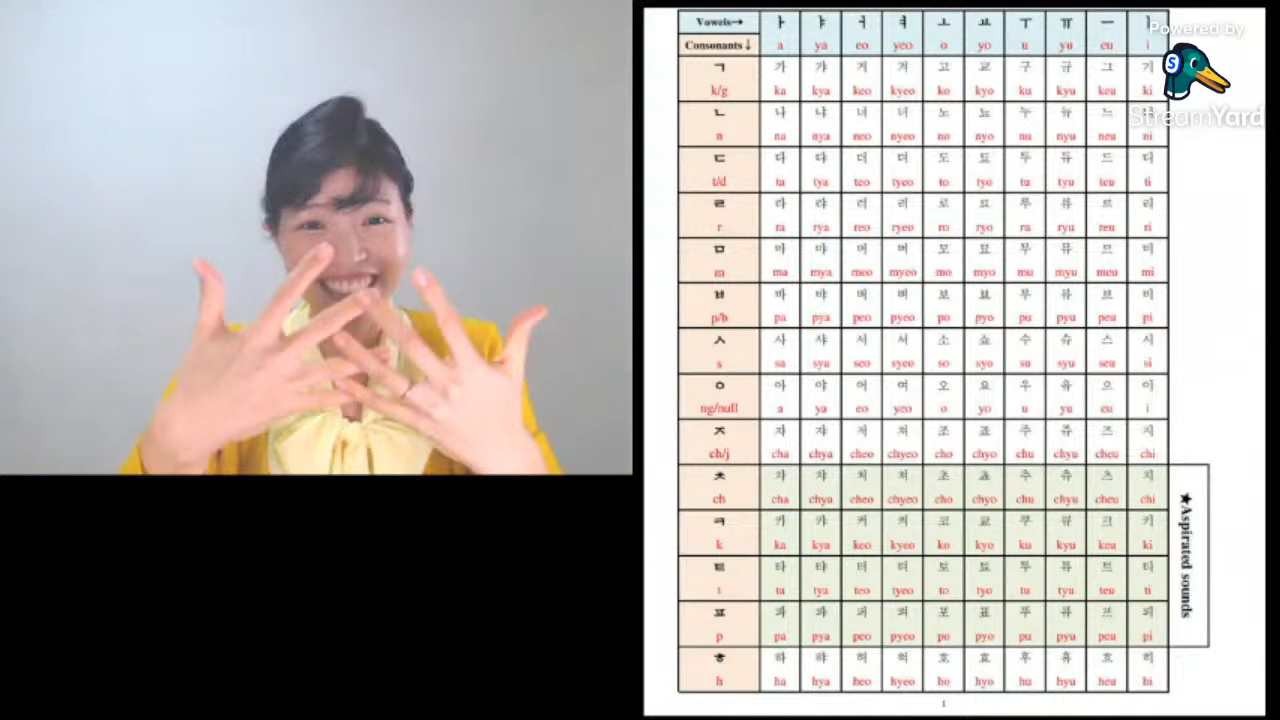 Vowels→ ㅏ ㅑ ㅓ ㅕ ㅗ ㅛ ㅜ ㅠ ㅡ ㅣ
Consonants↓ a ya eo yeo o yo u yu eu i
ㄱ 가 갸 거 겨 고 교 구 규 그 기
k/g ka kya keo kyeo ko kyo ku kyu keu ki
ㄴ 나 냐 너 녀 노 뇨 누 뉴 느
n na nya neo nyeo no nyo nu nyu neu ni
ㄷ 다 댜 더 뎌 도 됴 두 듀 드 디
t/d ta tya teo tyeo to tyo tu tyu teu ti
ㄹ 라 랴 러 려 로 료 루 류 르 리
r ra rya reo ryeo ro ryo ru ryu reu ri
ㅁ 마 먀 머 며 모 묘 무 뮤 므 미
m ma mya meo myeo mo myo mu myu meu mi
ㅂ 바 뱌 버 벼 보 뵤 부 뷰 브 비
p/b pa pya peo pyeo po pyo pu pyu peu pi
ㅅ 사 샤 서 셔 소 쇼 수 슈 스 시
s sa sya seo syeo so syo su syu seu si
ㅇ 아 야 어 여 오 요 우 유 으 이
ng/null a ya eo yeo o yo u yu eu i
ㅈ 자 쟈 저 져 조 죠 주 쥬 즈 지
ch/j cha chya cheo chyeo cho chyo chu chyu cheu chi
ㅊ 차 챠 처 쳐 초 쵸 추 츄 츠 치
ch cha chya cheo chyeo cho chyo chu chyu cheu chi
ㅋ 카 캬 커 켜 코 쿄 쿠 큐 크 키
k ka kya keo kyeo ko kyo ku kyu keu ki
ㅌ 타 탸 터 텨 토 툐 투 튜 트 티
t ta tya teo tyeo to tyo tu tyu teu ti
ㅍ 파 퍄 퍼 펴 포 표 푸 퓨 프 피
p pa pya peo pyeo po pyo pu pyu peu pi
ㅎ 하 햐 허 혀 호 효 후 휴 흐 히
h ha hya heo hyeo ho hyo hu hyu heu hi
★Aspirated sounds
1
Powered by
S
StreamYard